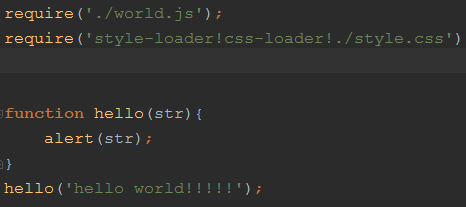 require('./world.js');
require('style-loader!css-loader!./style.css')
function hello(str){
    alert(str);
}
hello('hello world!!!!!');